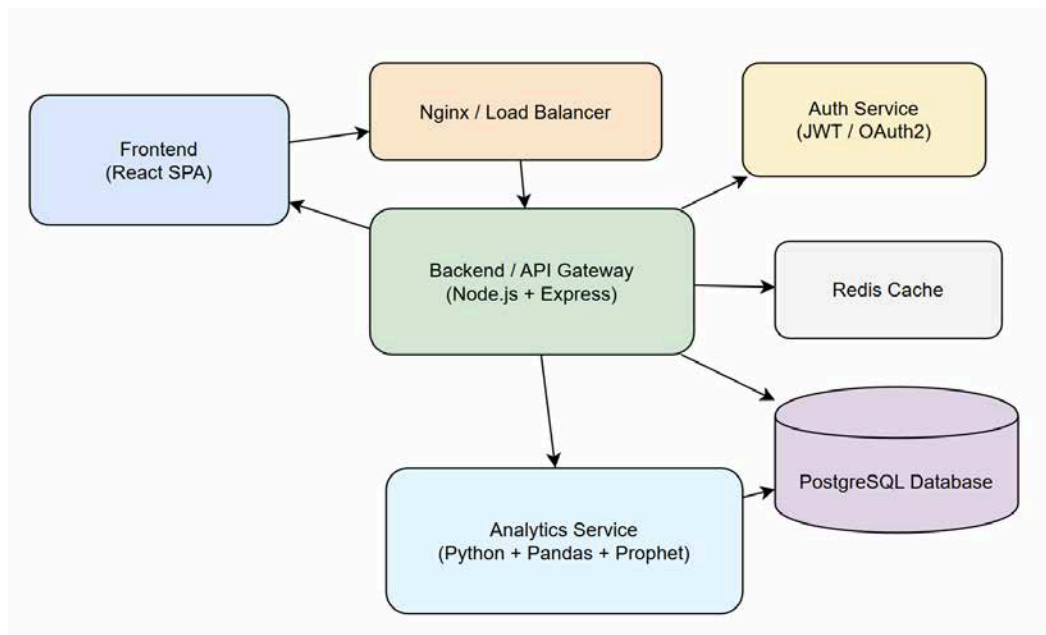 Nginx / Load Balancer
Auth Service
(JWT / OAuth2)
Frontend
(React SPA)
Backend / API Gateway
(Node.js + Express)
Redis Cache
PostgreSQL Database
Analytics Service
(Python + Pandas + Prophet)